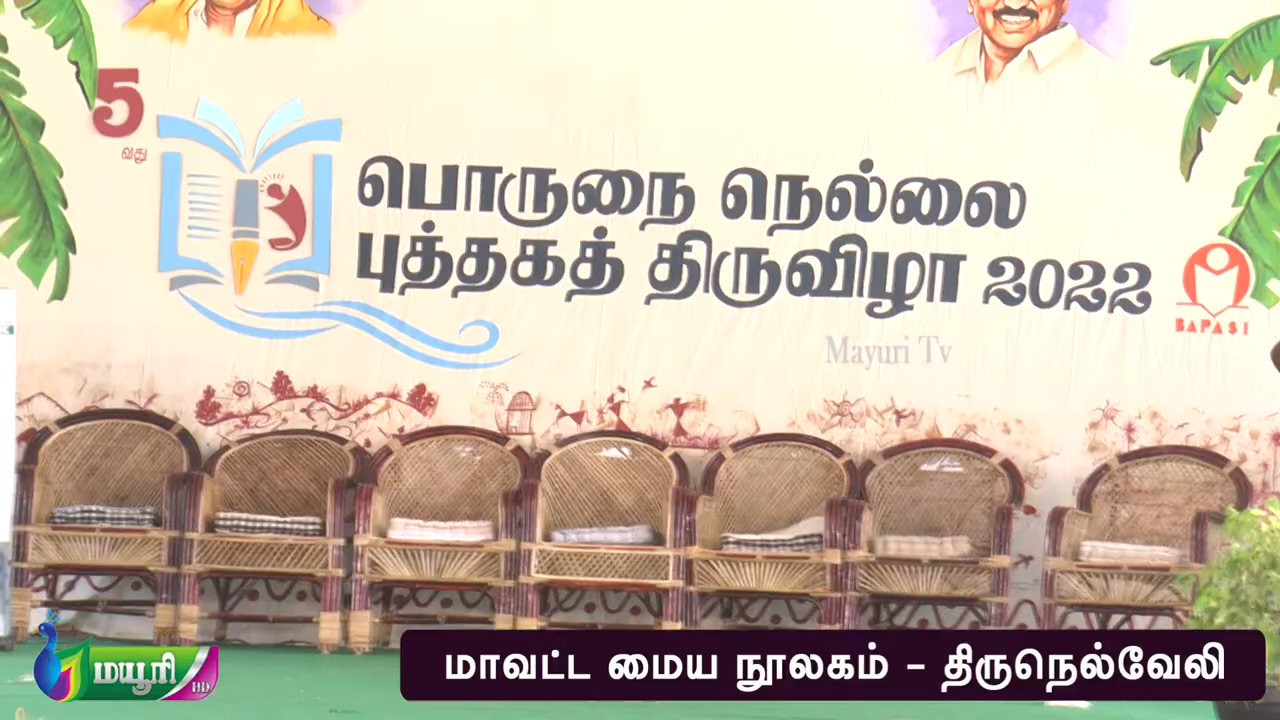 5
வது
பொருநை நெல்லை
புத்தகத் திருவிழா 2022
BAPASI
Mayuri Tv
மயூரி
HD
மாவட்ட மைய நூலகம் - திருநெல்வேலி